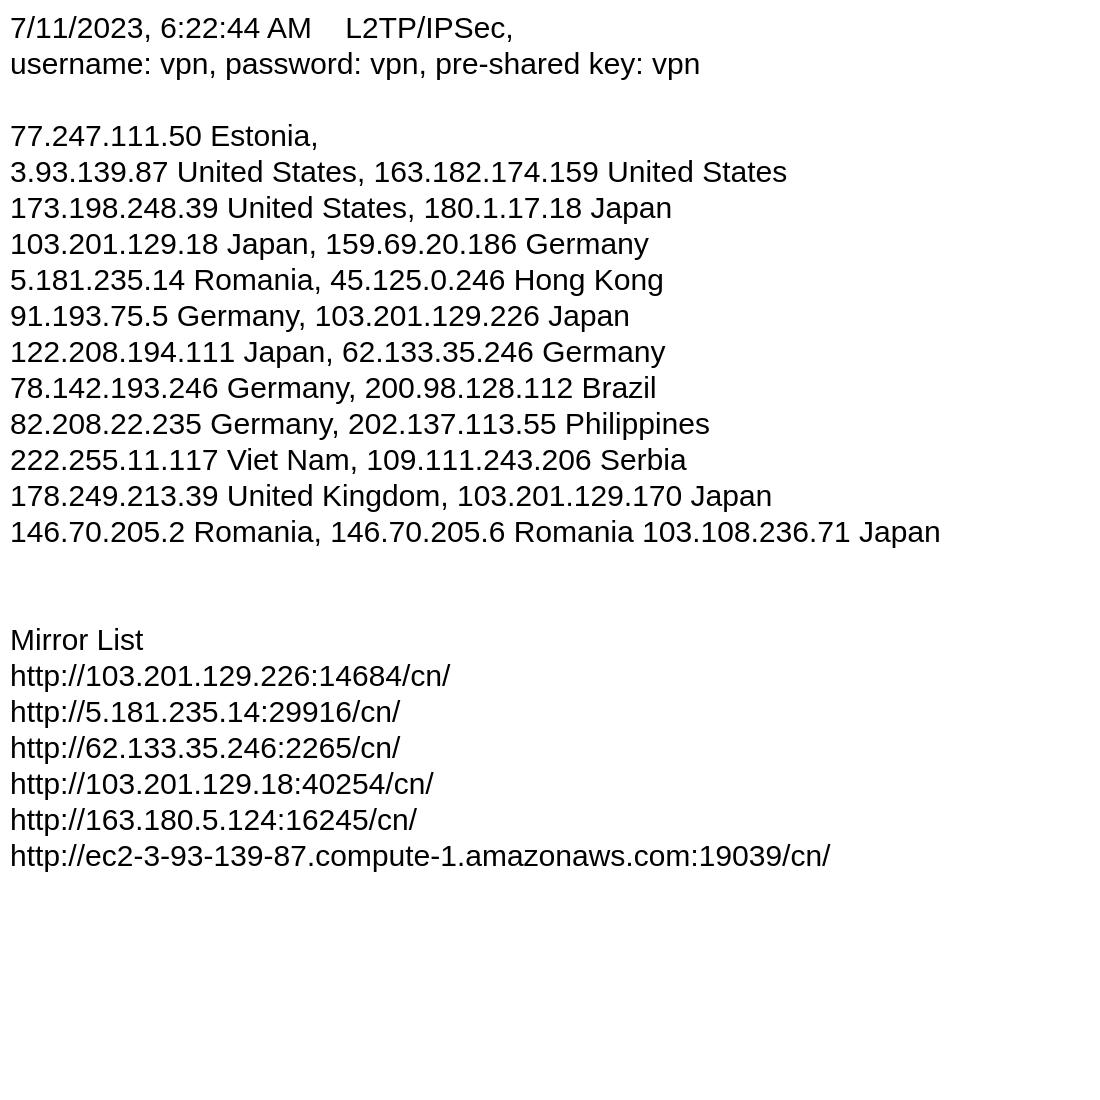 7/11/2023, 6:22:44 AM    L2TP/IPSec,
username: vpn, password: vpn, pre-shared key: vpn
77.247.111.50 Estonia,
3.93.139.87 United States, 163.182.174.159 United States
173.198.248.39 United States, 180.1.17.18 Japan
103.201.129.18 Japan, 159.69.20.186 Germany
5.181.235.14 Romania, 45.125.0.246 Hong Kong
91.193.75.5 Germany, 103.201.129.226 Japan
122.208.194.111 Japan, 62.133.35.246 Germany
78.142.193.246 Germany, 200.98.128.112 Brazil
82.208.22.235 Germany, 202.137.113.55 Philippines
222.255.11.117 Viet Nam, 109.111.243.206 Serbia
178.249.213.39 United Kingdom, 103.201.129.170 Japan
146.70.205.2 Romania, 146.70.205.6 Romania 103.108.236.71 Japan
Mirror List
http://103.201.129.226:14684/cn/
http://5.181.235.14:29916/cn/
http://62.133.35.246:2265/cn/
http://103.201.129.18:40254/cn/
http://163.180.5.124:16245/cn/
http://ec2-3-93-139-87.compute-1.amazonaws.com:19039/cn/